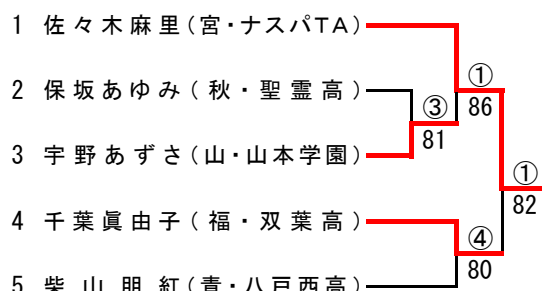 1 佐々木麻里(宮・ナスパTA)
①
2 保坂あゆみ(秋・聖霊高)
86
③
81
3 宇野あずさ(山・山本学園)
①
82
4 千葉眞由子(福・双葉高)
④
80
5 柴山朋紅(青・八戸西高)